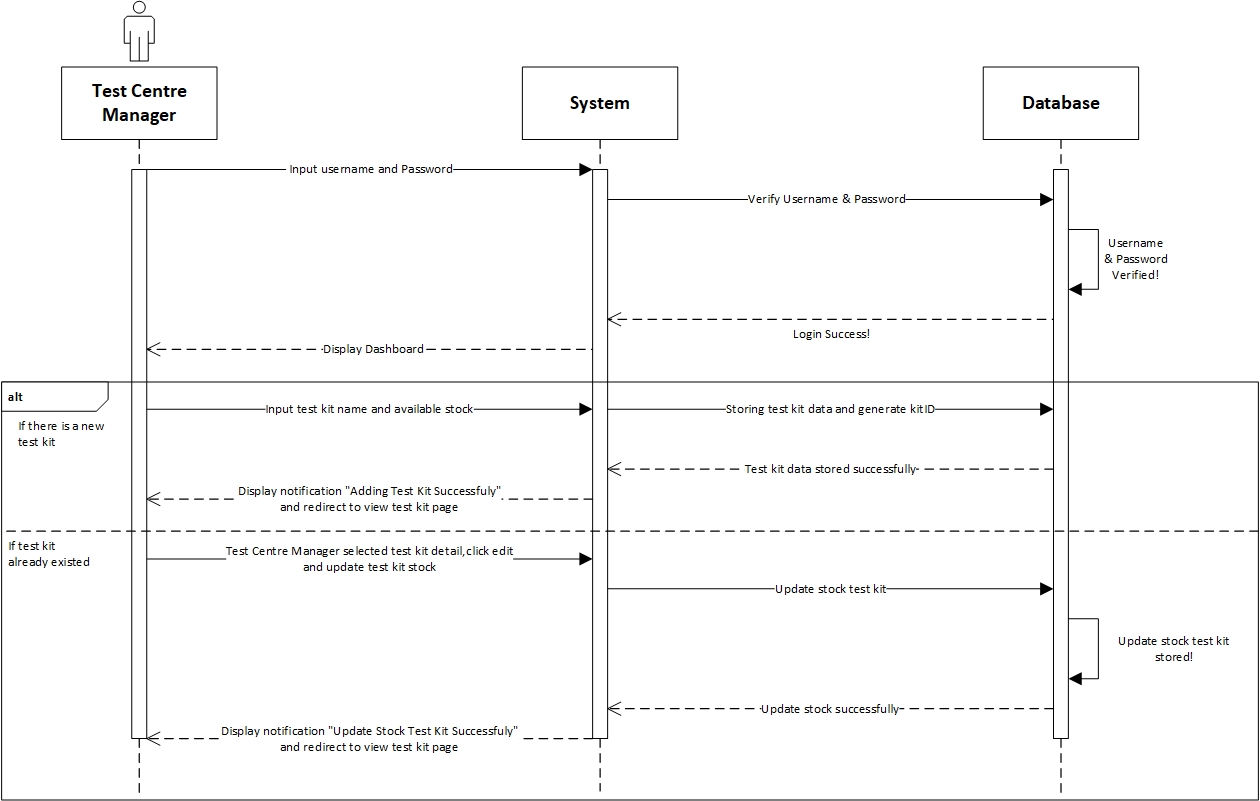 Test Centre
Manager
System
Database
Input username and Password
Verify Username & Password
Username
& Password
Verified!
Login Success!
Display Dashboard
alt
If there is a new
test kit
Input test kit name and available stock
Storing test kit data and generate kitID
Test kit data stored successfully
Display notification "Adding Test Kit Successfuly"
and redirect to view test kit page
If test kit
already existed
Test Centre Manager selected test kit detail,click edit
and update test kit stock
Update stock test kit
Update stock test kit
stored!
Update stock successfully
Display notification "Update Stock Test Kit Successfuly"
and redirect to view test kit page